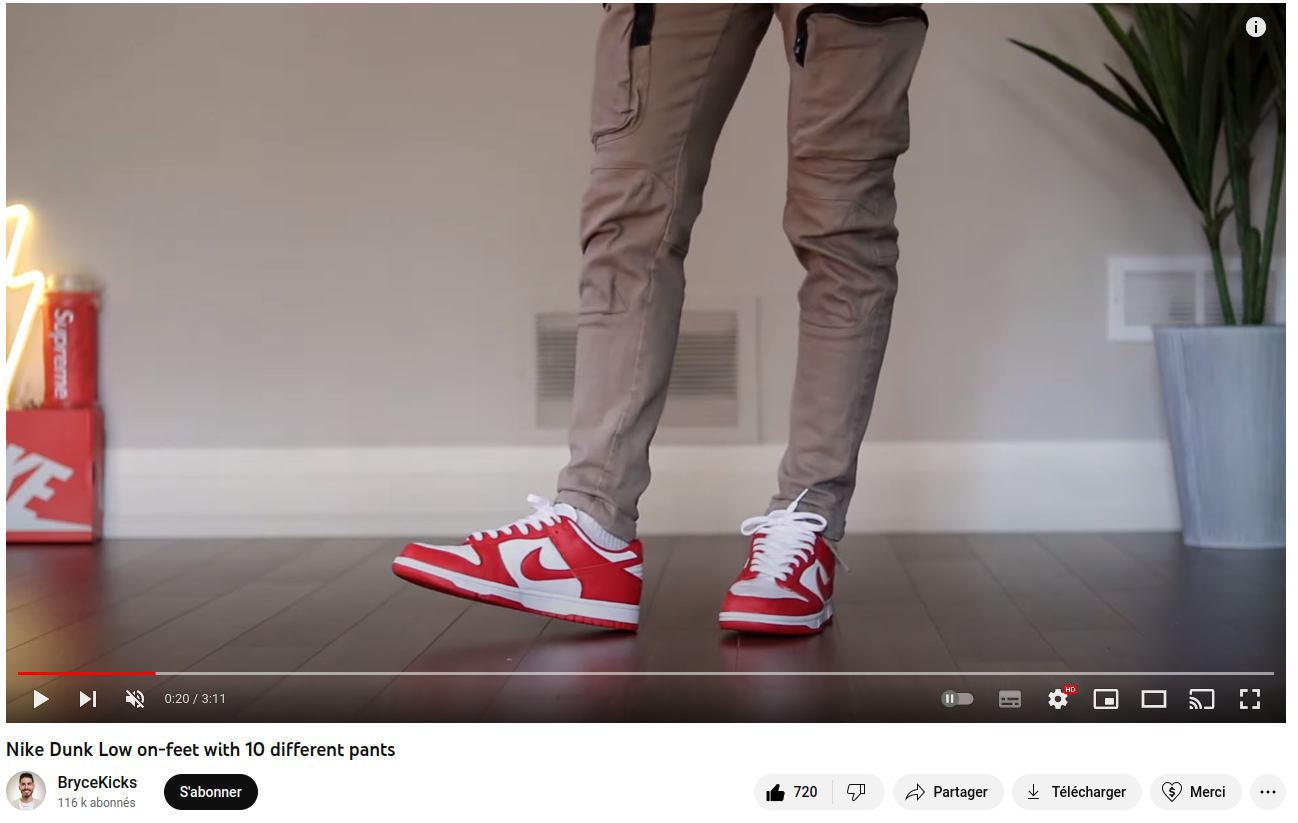 Supreme
KE
0:20 / 3:11
HD
Nike Dunk Low on-feet with 10 different pants
BryceKicks
116 k abonnés
S'abonner
720
Partager
Télécharger
Merci